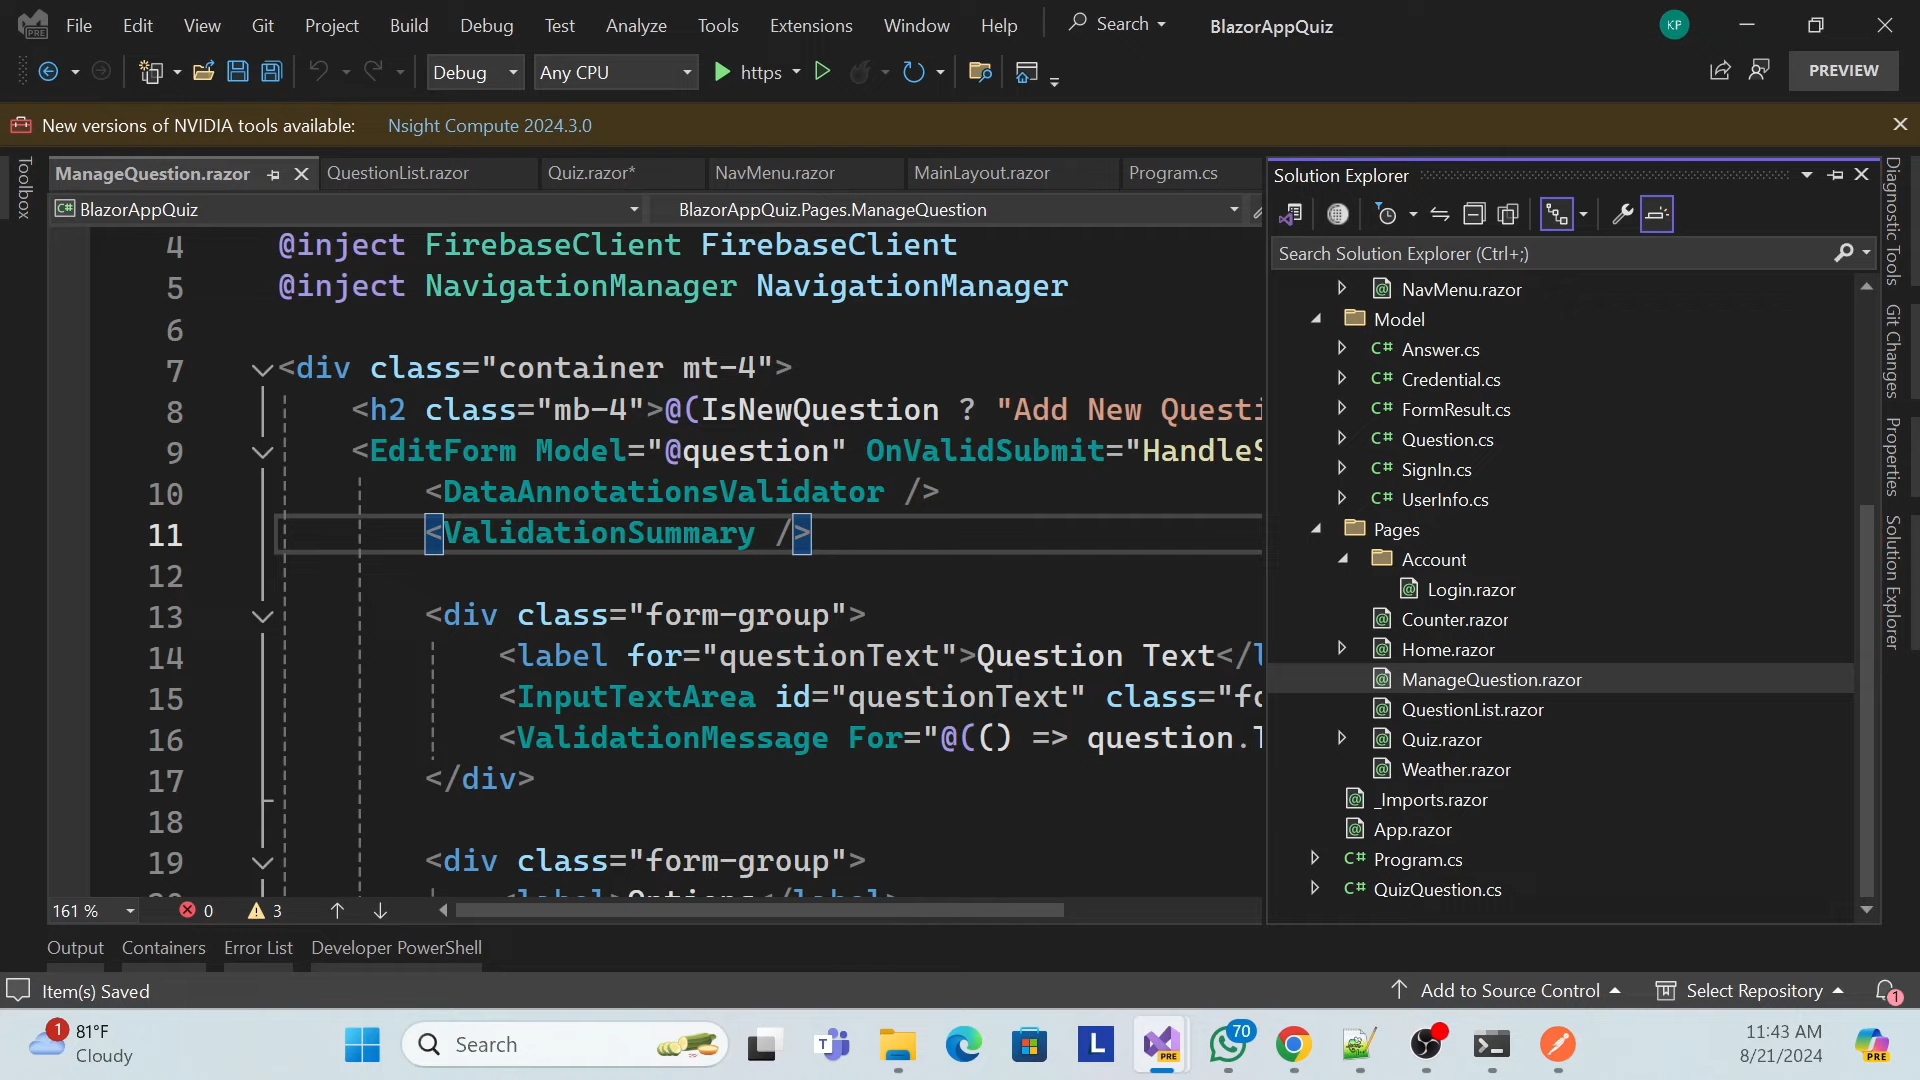 File Edit View Git Project Build Debug Test Analyze Tools Extensions Window Help Search BlazorAppQuiz KP
Debug Any CPU https PREVIEW
New versions of NVIDIA tools available: Nsight Compute 2024.3.0
Toolbox
ManageQuestion.razor QuestionList.razor Quiz.razor* NavMenu.razor MainLayout.razor Program.cs
BlazorAppQuiz BlazorAppQuiz.Pages.ManageQuestion
4 @inject FirebaseClient FirebaseClient
5 @inject NavigationManager NavigationManager
6
7 <div class="container mt-4">
8 <h2 class="mb-4">@(IsNewQuestion ? "Add New Questi
9 <EditForm Model="@question" OnValidSubmit="HandleS
10 <DataAnnotationsValidator />
11 <ValidationSummary />
12
13 <div class="form-group">
14 <label for="questionText">Question Text</l
15 <InputTextArea id="questionText" class="fo
16 <ValidationMessage For="@(() => question.T
17 </div>
18
19 <div class="form-group">
20 <label>Options</label>
161 % 0 3
Solution Explorer
Search Solution Explorer (Ctrl+;)
NavMenu.razor
Model
C# Answer.cs
C# Credential.cs
C# FormResult.cs
C# Question.cs
C# SignIn.cs
C# UserInfo.cs
Pages
Account
Login.razor
Counter.razor
Home.razor
ManageQuestion.razor
QuestionList.razor
Quiz.razor
Weather.razor
_Imports.razor
App.razor
C# Program.cs
C# QuizQuestion.cs
Diagnostic Tools
Git Changes
Properties
Solution Explorer
Output Containers Error List Developer PowerShell
Item(s) Saved Add to Source Control Select Repository 1
1 81°F
Cloudy
Search
L
PRE
70
11:43 AM
8/21/2024
PRE